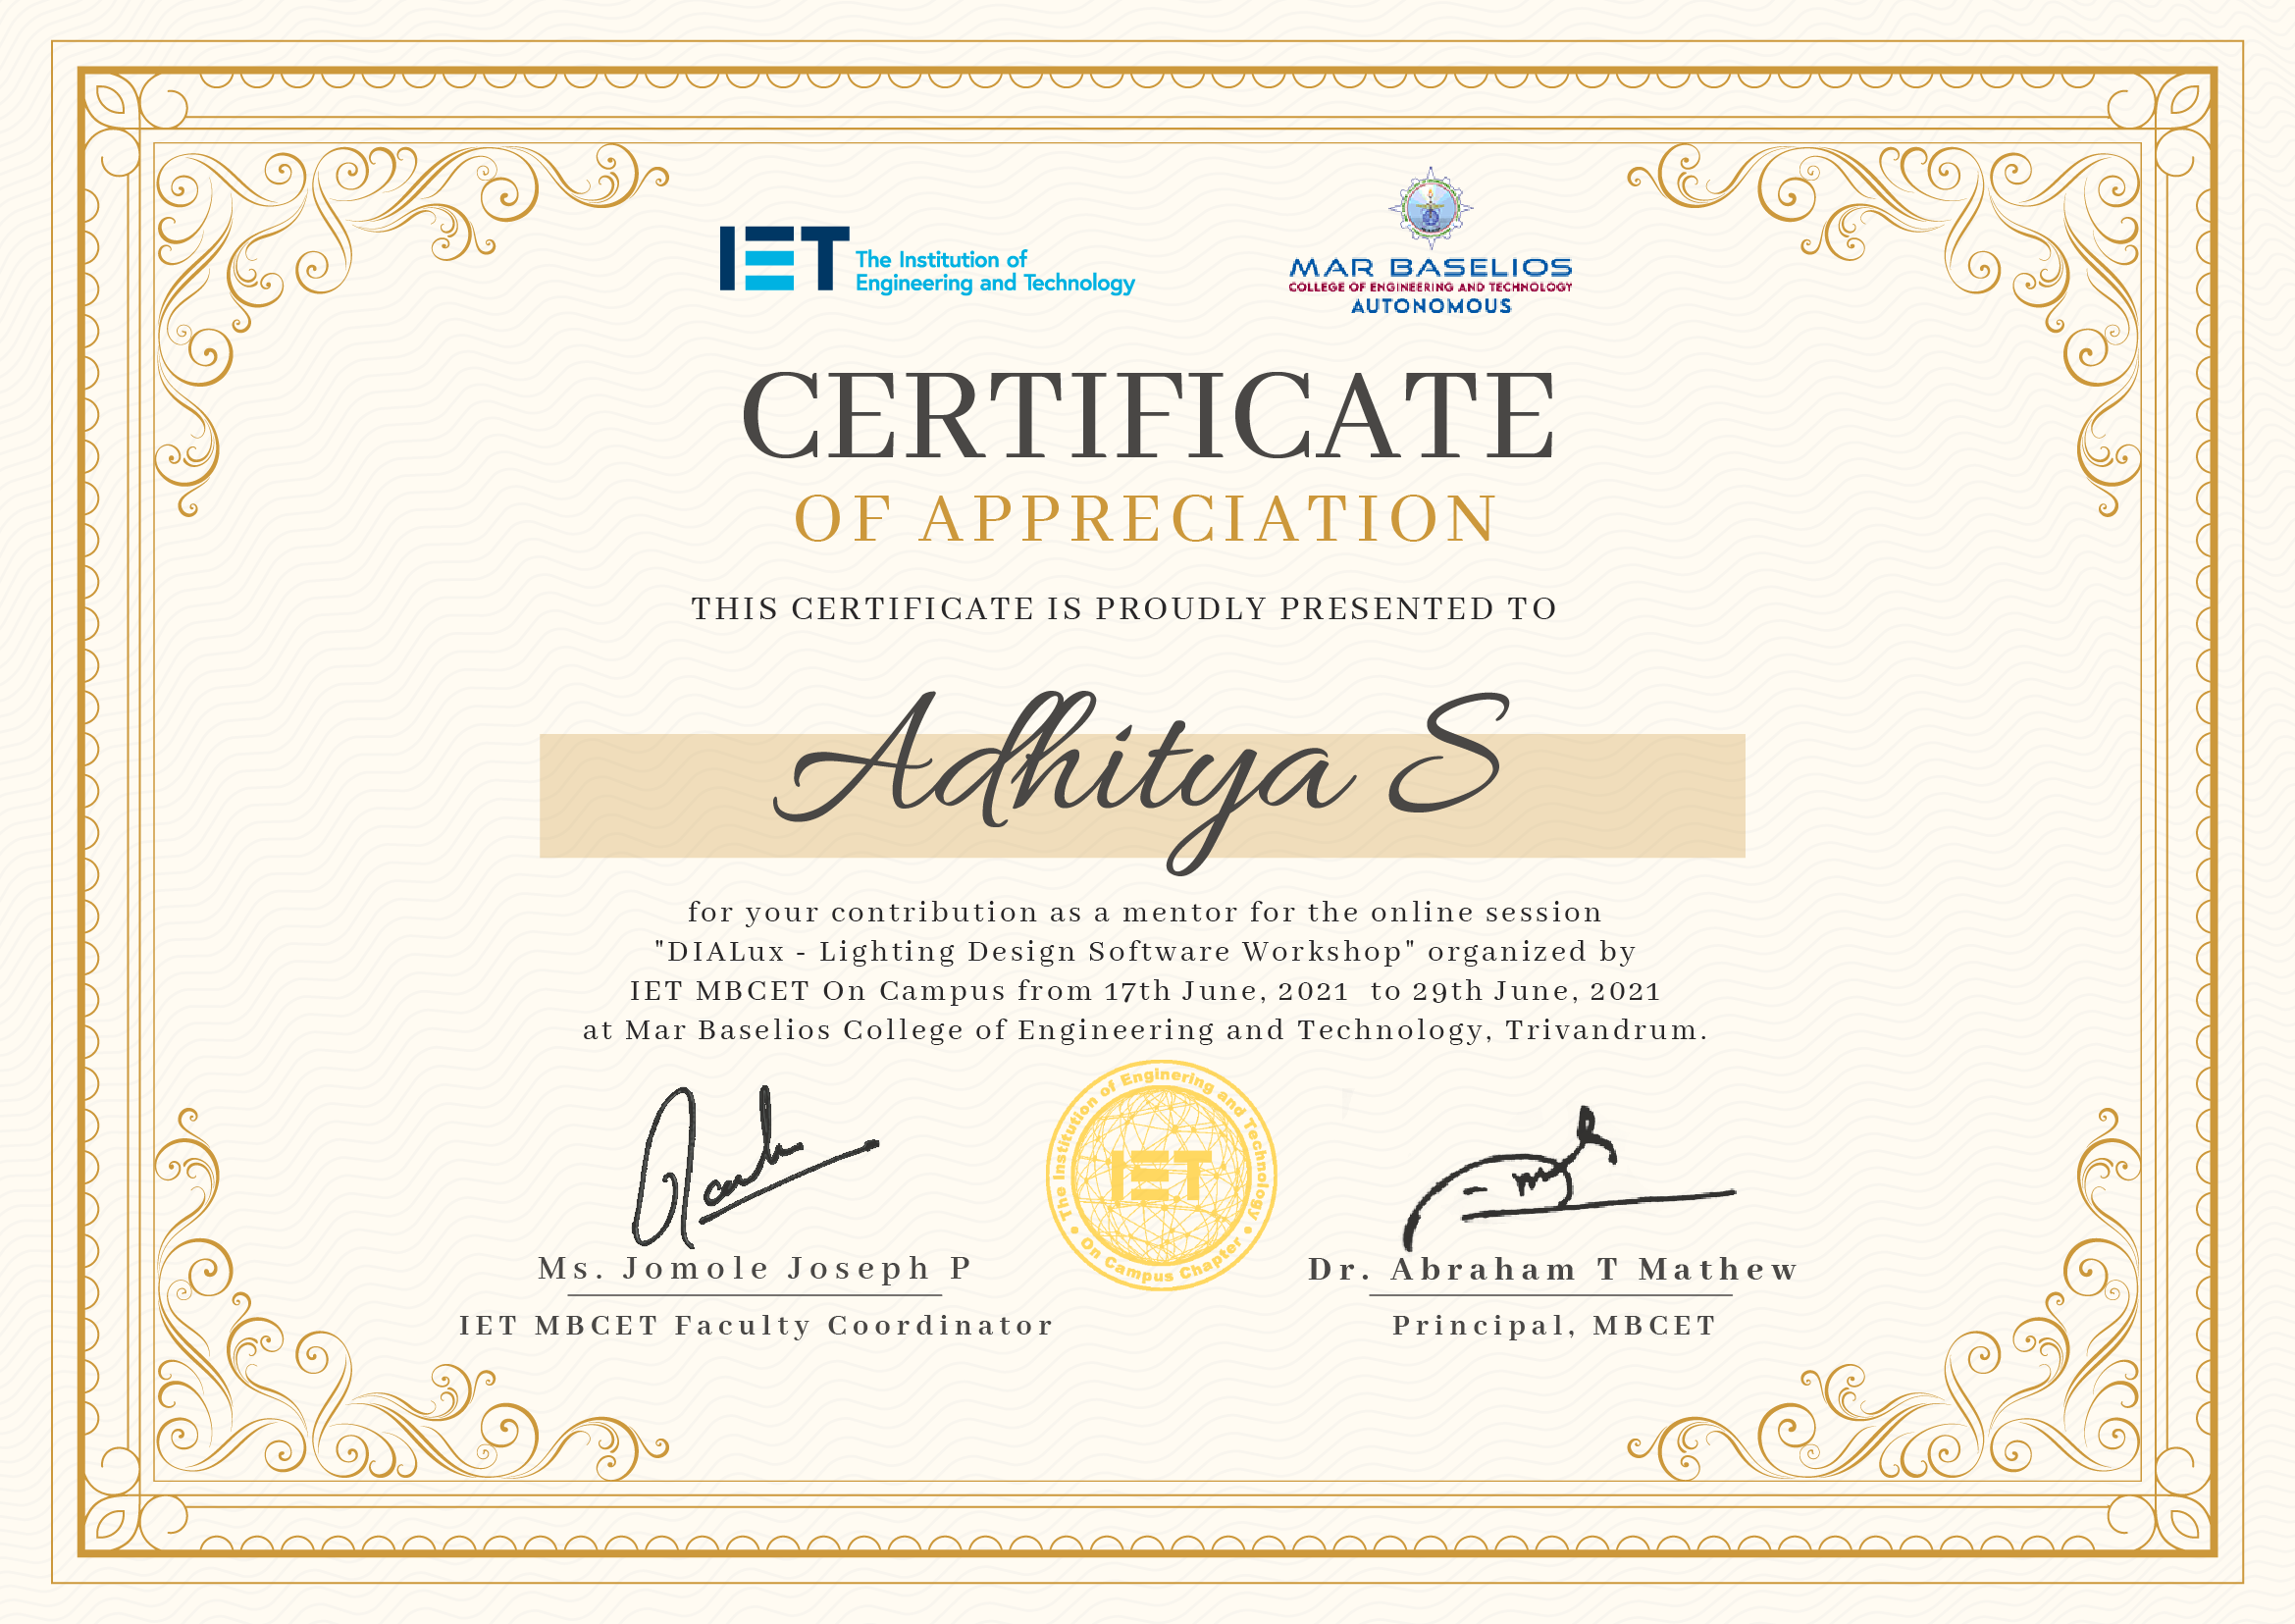 IET The Institution of
Engineering and Technology
MAR BASELIOS
COLLEGE OF ENGINEERING AND TECHNOLOGY
AUTONOMOUS
CERTIFICATE
OF APPRECIATION
THIS CERTIFICATE IS PROUDLY PRESENTED TO
Adhitya S
for your contribution as a mentor for the online session
"DIALux - Lighting Design Software Workshop" organized by
IET MBCET On Campus from 17th June, 2021 to 29th June, 2021
at Mar Baselios College of Engineering and Technology, Trivandrum.
The Institution of Enginering and Technology
IET
On Campus Chapter
Ms. Jomole Joseph P
IET MBCET Faculty Coordinator
Dr. Abraham T Mathew
Principal, MBCET